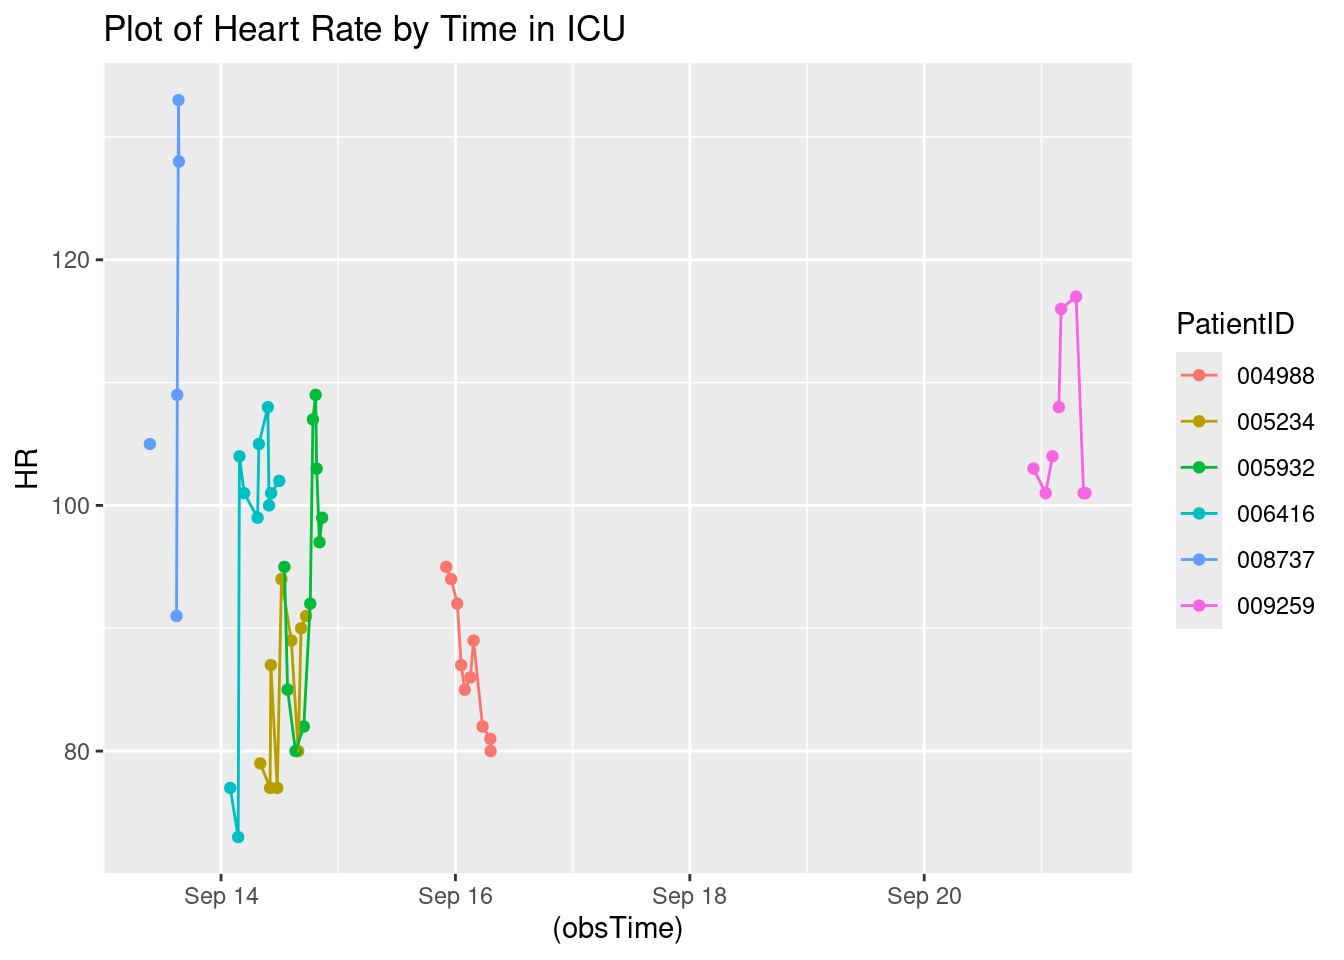 Plot of Heart Rate by Time in ICU
HR
120
100
80
Sep 14
Sep 16
Sep 18
Sep 20
(obsTime)
PatientID
004988
005234
005932
006416
008737
009259